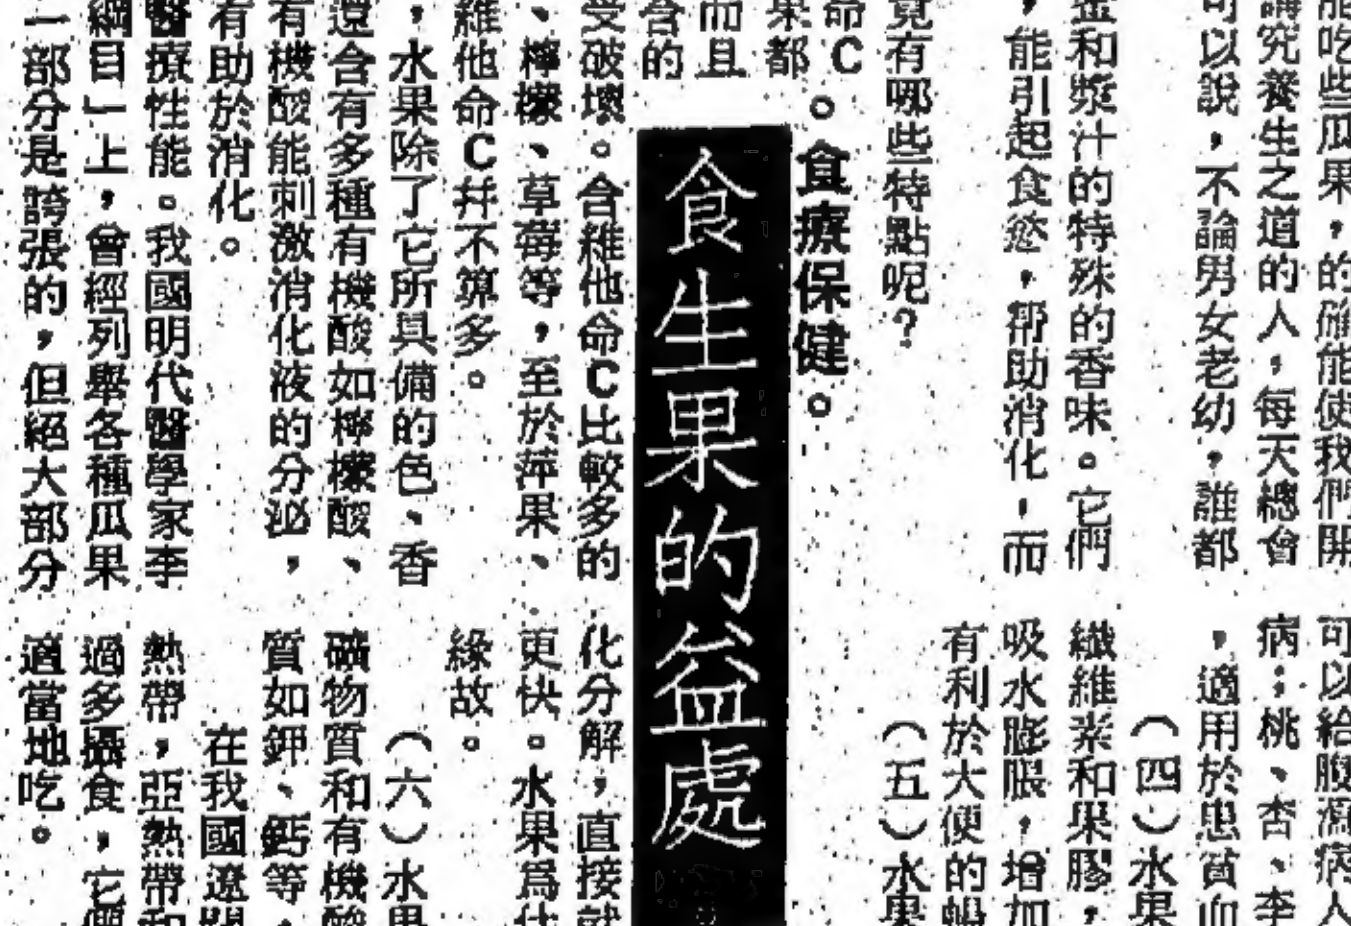 能吃些瓜果，的確能使我們開
講究養生之道的人，每天總會
可以說，不論男女老幼，誰都
金和漿汁的特殊的香味。它們
，能引起食慾，帮助消化，而
竟有哪些特點呢？
命C
果都
而且
含的
。食療保健。
食生果的益處
受破壞。含維他命C比較多的
、檸檬、草莓等，至於萍果、
維他命C幷不算多。
，水果除了它所具備的色、香
還含有多種有機酸如檸檬酸、
有機酸能刺激消化液的分泌，
有助於消化。
醫療性能。我國明代醫學家李
綱目」上，曾經列舉各種瓜果
一部分是誇張的，但絕大部分
可以給腹瀉病人
病；桃、杏、李
，適用於患貧血
（四）水果
纖維素和果膠，
吸水膨脹，增加
有利於大便的
（五）水果
化分解，直接就
更快。水果爲什
緣故。
（六）水果
礦物質和有機酸
質如鉀、鈣等，
在我國遼闊
熱帶，亞熱帶和
過多攝食，它們
適當地吃。